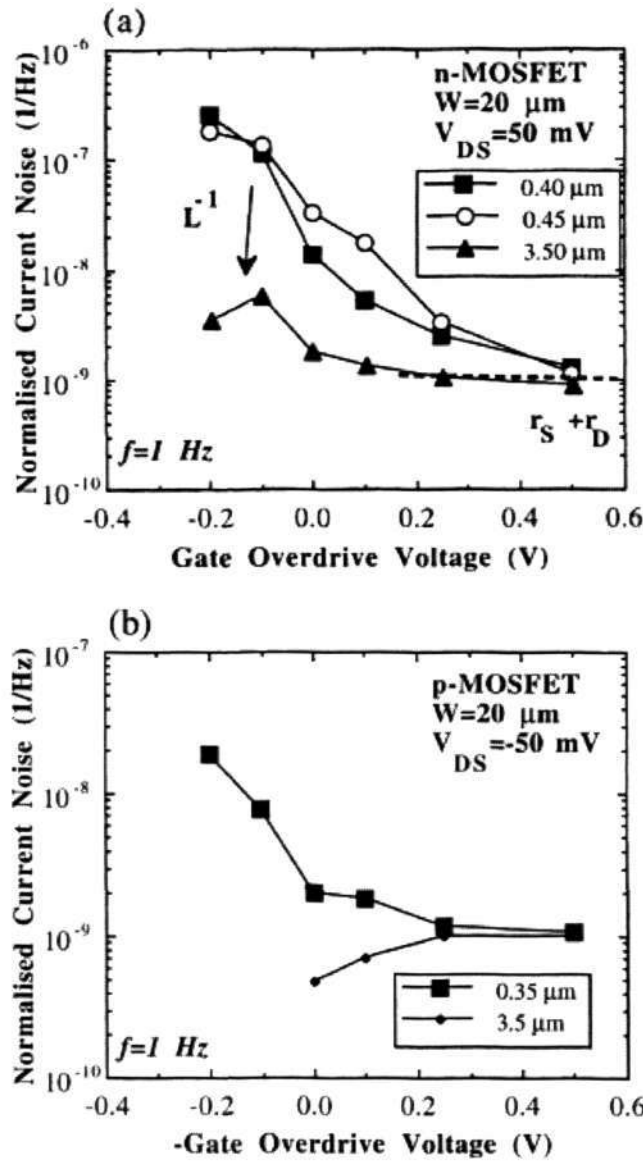 (a)
10^-6
10^-7
10^-8
10^-9
10^-10
Normalised Current Noise (1/Hz)
n-MOSFET
W=20 μm
V_DS=50 mV
0.40 μm
0.45 μm
3.50 μm
L^-1
r_S +r_D
f=1 Hz
-0.4 -0.2 0.0 0.2 0.4 0.6
Gate Overdrive Voltage (V)
(b)
10^-7
10^-8
10^-9
10^-10
Normalised Current Noise (1/Hz)
p-MOSFET
W=20 μm
V_DS=-50 mV
0.35 μm
3.5 μm
f=1 Hz
-0.4 -0.2 0.0 0.2 0.4 0.6
-Gate Overdrive Voltage (V)